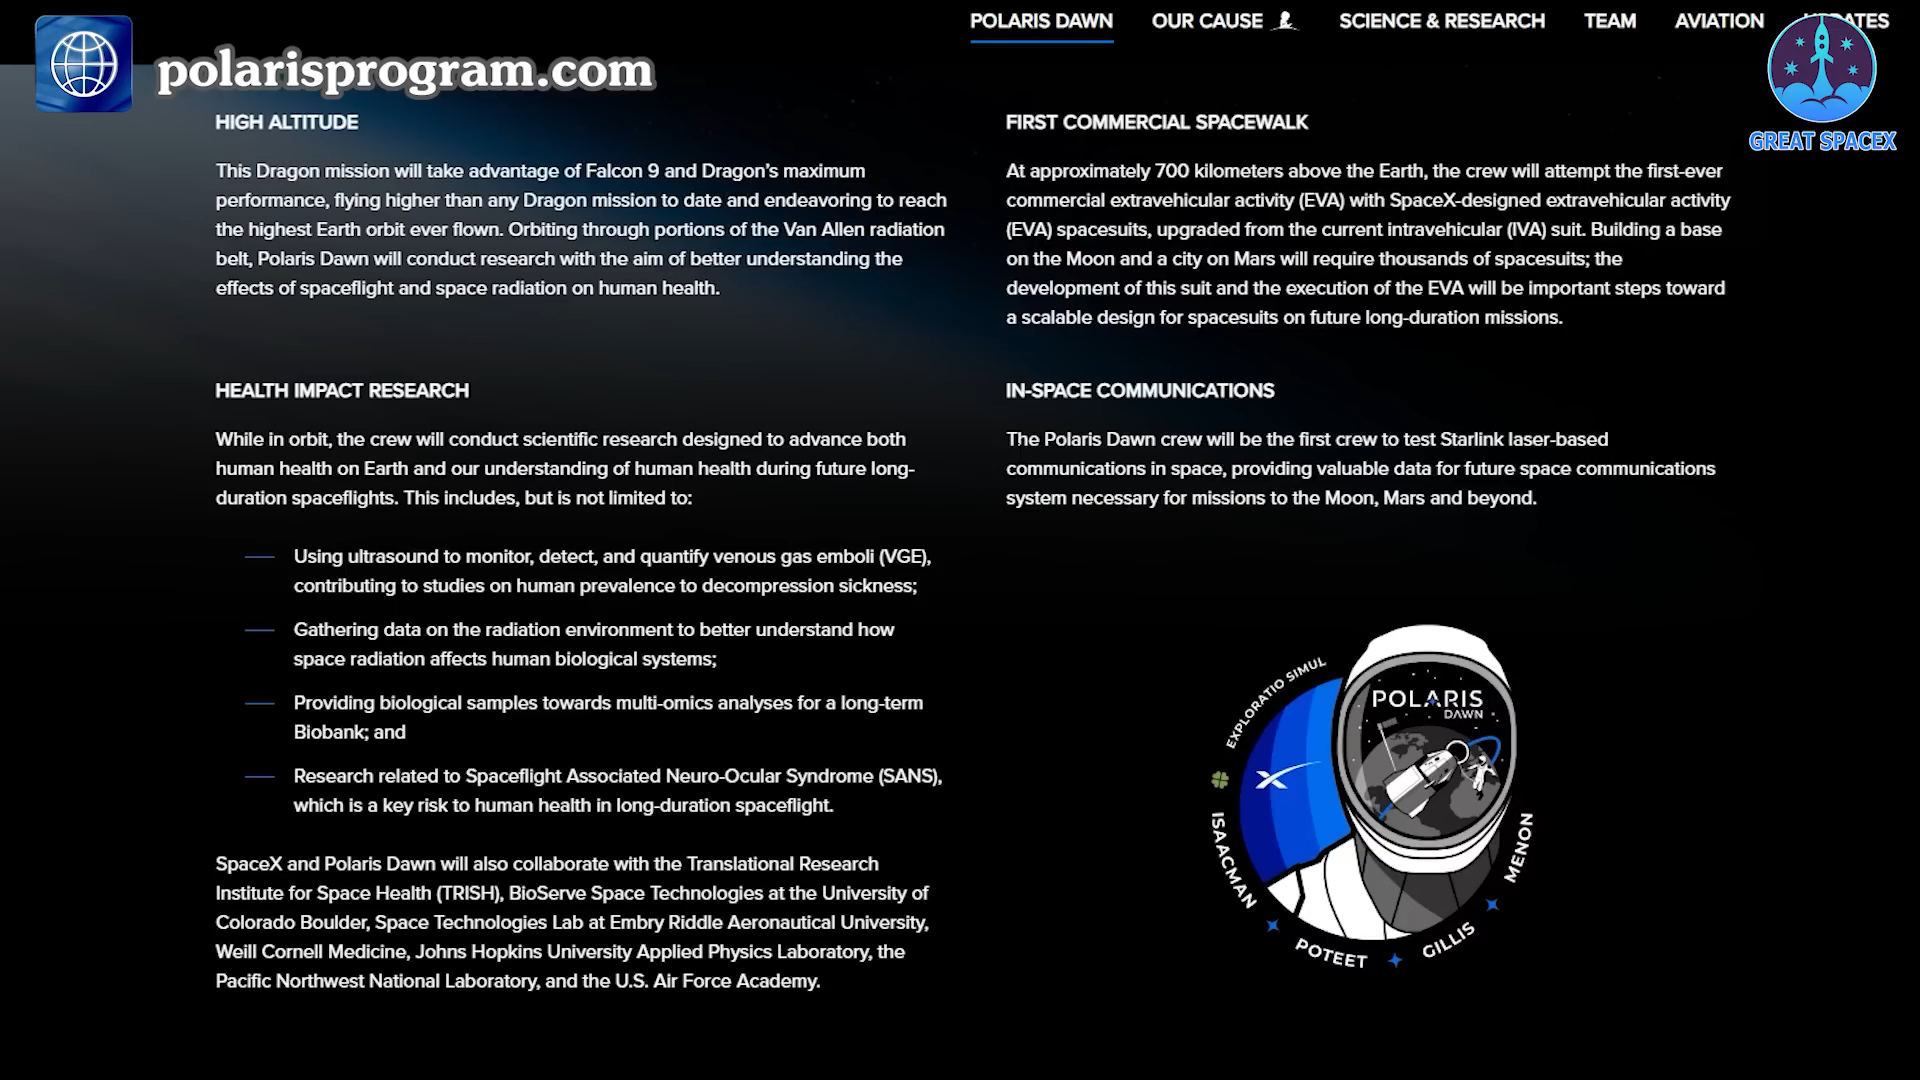 POLARIS DAWN
OUR CAUSE
SCIENCE & RESEARCH
TEAM
AVIATION
polarisprogram.com
GREAT SPACEX
HIGH ALTITUDE
This Dragon mission will take advantage of Falcon 9 and Dragon's maximum
performance, flying higher than any Dragon mission to date and endeavoring to reach
the highest Earth orbit ever flown. Orbiting through portions of the Van Allen radiation
belt, Polaris Dawn will conduct research with the aim of better understanding the
effects of spaceflight and space radiation on human health.
FIRST COMMERCIAL SPACEWALK
At approximately 700 kilometers above the Earth, the crew will attempt the first-ever
commercial extravehicular activity (EVA) with SpaceX-designed extravehicular activity
(EVA) spacesuits, upgraded from the current intravehicular (IVA) suit. Building a base
on the Moon and a city on Mars will require thousands of spacesuits; the
development of this suit and the execution of the EVA will be important steps toward
a scalable design for spacesuits on future long-duration missions.
HEALTH IMPACT RESEARCH
While in orbit, the crew will conduct scientific research designed to advance both
human health on Earth and our understanding of human health during future long-
duration spaceflights. This includes, but is not limited to:
Using ultrasound to monitor, detect, and quantify venous gas emboli (VGE),
contributing to studies on human prevalence to decompression sickness;
Gathering data on the radiation environment to better understand how
space radiation affects human biological systems;
Providing biological samples towards multi-omics analyses for a long-term
Biobank; and
Research related to Spaceflight Associated Neuro-Ocular Syndrome (SANS),
which is a key risk to human health in long-duration spaceflight.
SpaceX and Polaris Dawn will also collaborate with the Translational Research
Institute for Space Health (TRISH), BioServe Space Technologies at the University of
Colorado Boulder, Space Technologies Lab at Embry Riddle Aeronautical University,
Weill Cornell Medicine, Johns Hopkins University Applied Physics Laboratory, the
Pacific Northwest National Laboratory, and the U.S. Air Force Academy.
IN-SPACE COMMUNICATIONS
The Polaris Dawn crew will be the first crew to test Starlink laser-based
communications in space, providing valuable data for future space communications
system necessary for missions to the Moon, Mars and beyond.
EXPLORATIO SIMUL
POLARIS
DAWN
ISAACMAN
POTEET
GILLIS
MENON